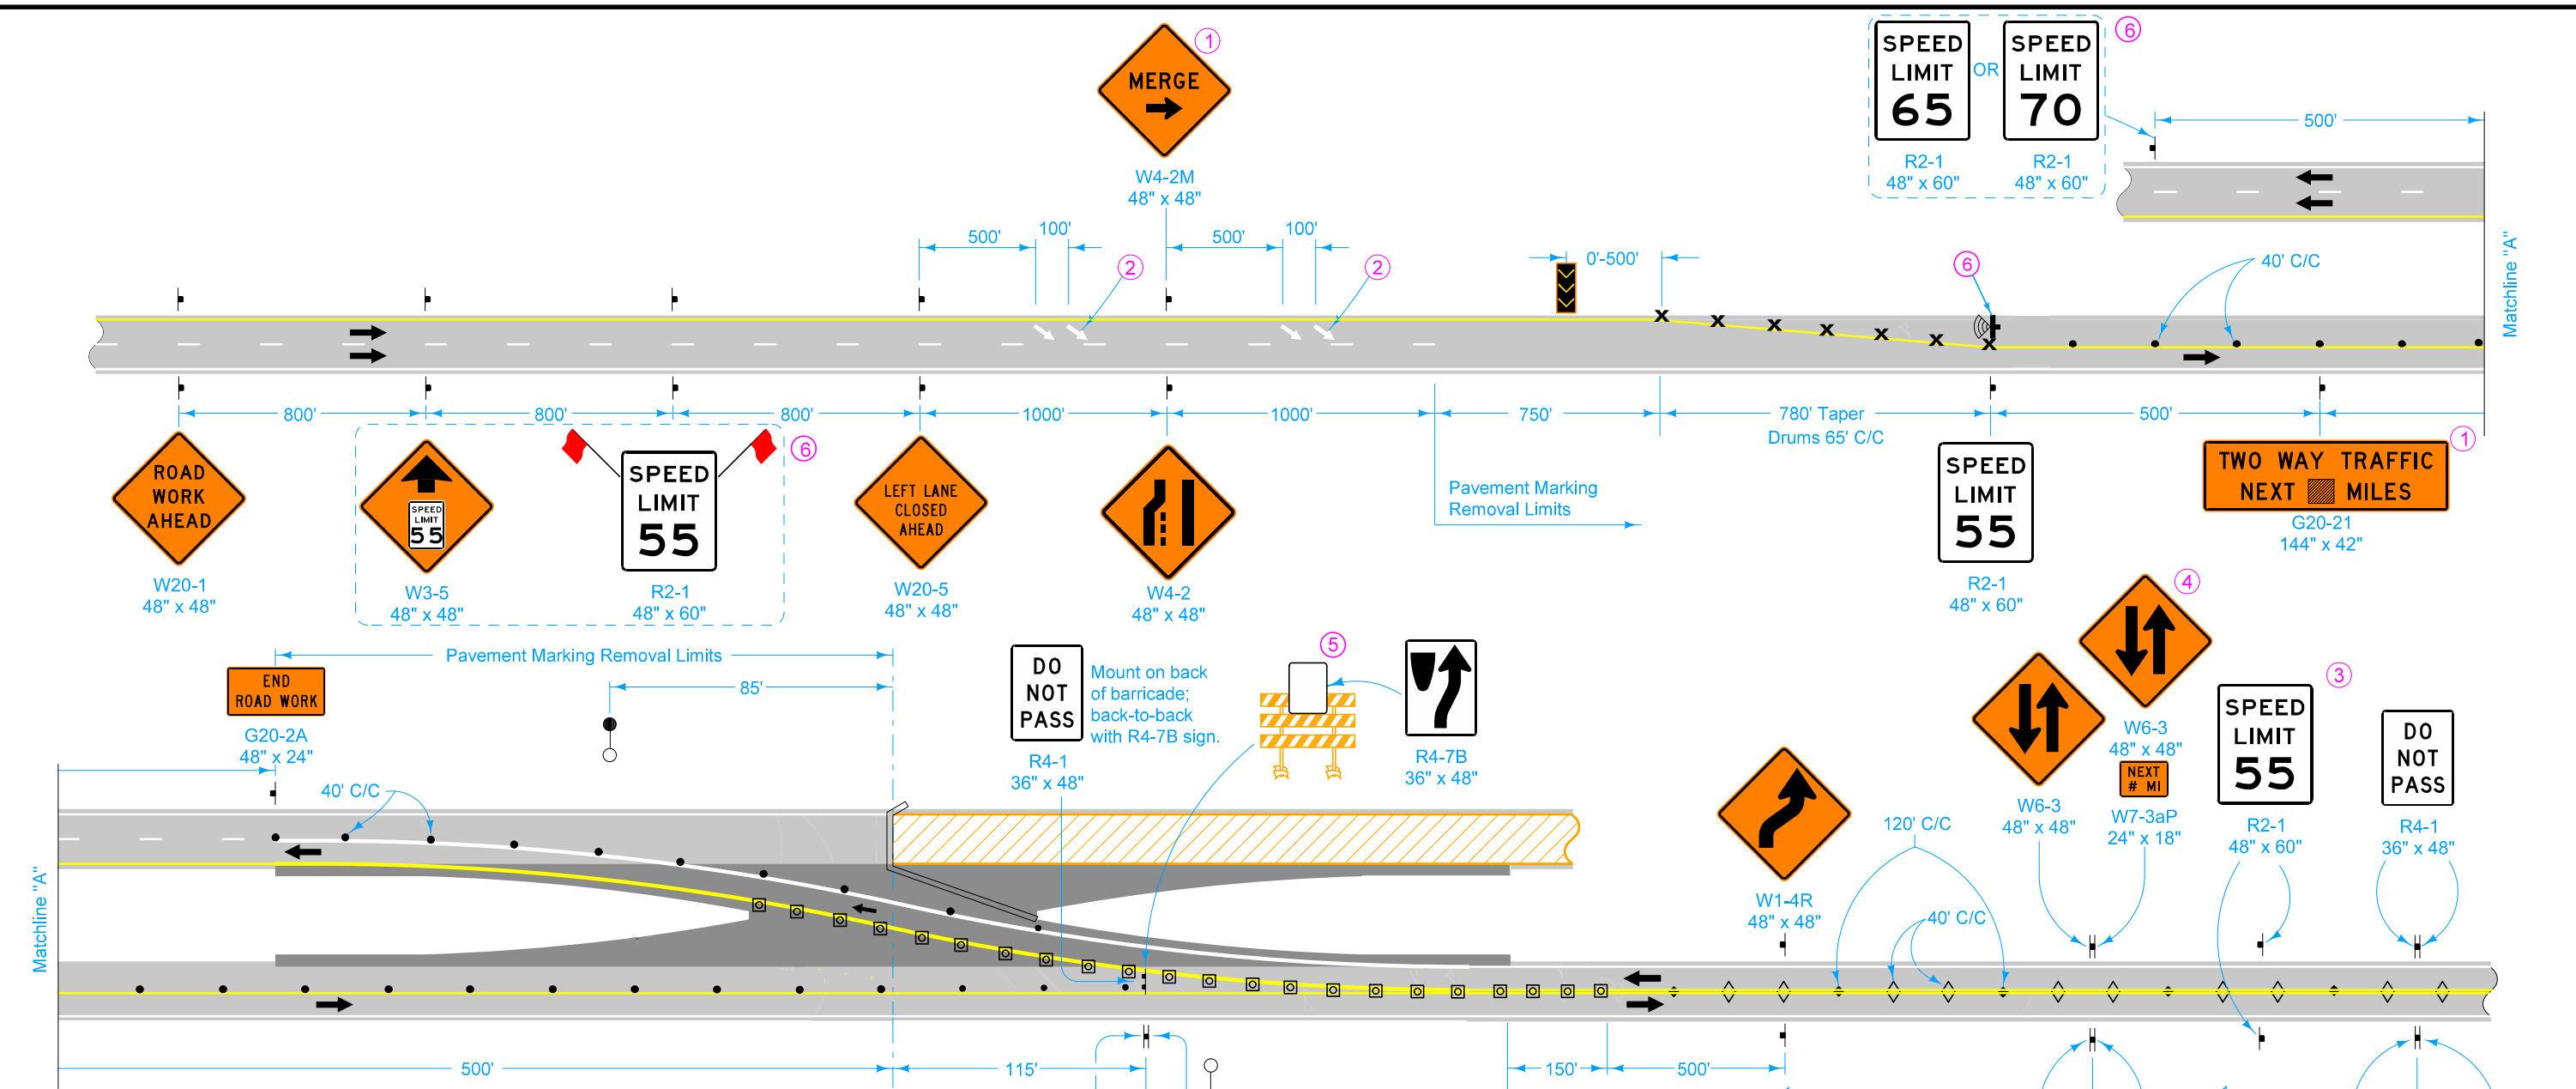 1
MERGE
W4-2M
48" x 48"
SPEED
LIMIT
65
OR
SPEED
LIMIT
70
6
R2-1
48" x 60"
R2-1
48" x 60"
500'
500'
100'
500'
100'
2
2
0'-500'
6
40' C/C
Matchline "A"
800'
800'
800'
1000'
1000'
750'
780' Taper
Drums 65' C/C
500'
ROAD
WORK
AHEAD
W20-1
48" x 48"
SPEED
LIMIT
55
W3-5
48" x 48"
SPEED
LIMIT
55
R2-1
48" x 60"
6
LEFT LANE
CLOSED
AHEAD
W20-5
48" x 48"
W4-2
48" x 48"
Pavement Marking
Removal Limits
SPEED
LIMIT
55
R2-1
48" x 60"
1
TWO WAY TRAFFIC
NEXT MILES
G20-21
144" x 42"
Pavement Marking Removal Limits
85'
END
ROAD WORK
G20-2A
48" x 24"
40' C/C
DO
NOT
PASS
R4-1
36" x 48"
Mount on back
of barricade;
back-to-back
with R4-7B sign.
5
R4-7B
36" x 48"
W1-4R
48" x 48"
120' C/C
40' C/C
W6-3
48" x 48"
4
W6-3
48" x 48"
NEXT
# MI
W7-3aP
24" x 18"
3
SPEED
LIMIT
55
R2-1
48" x 60"
DO
NOT
PASS
R4-1
36" x 48"
Matchline "A"
500'
115'
150'
500'